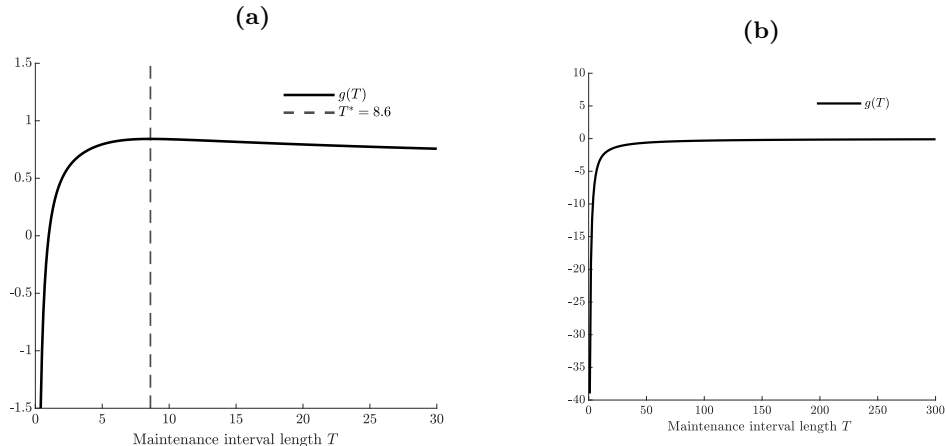 (a)
1.5
1
0.5
0
-0.5
-1
-1.5
0 5 10 15 20 25 30
Maintenance interval length T
g(T)
T* = 8.6
(b)
10
5
0
-5
-10
-15
-20
-25
-30
-35
-40
0 50 100 150 200 250 300
Maintenance interval length T
g(T)